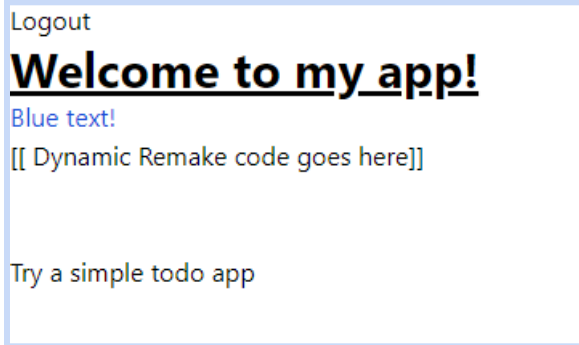 Logout
Welcome to my app!
Blue text!
[[ Dynamic Remake code goes here]]
Try a simple todo app